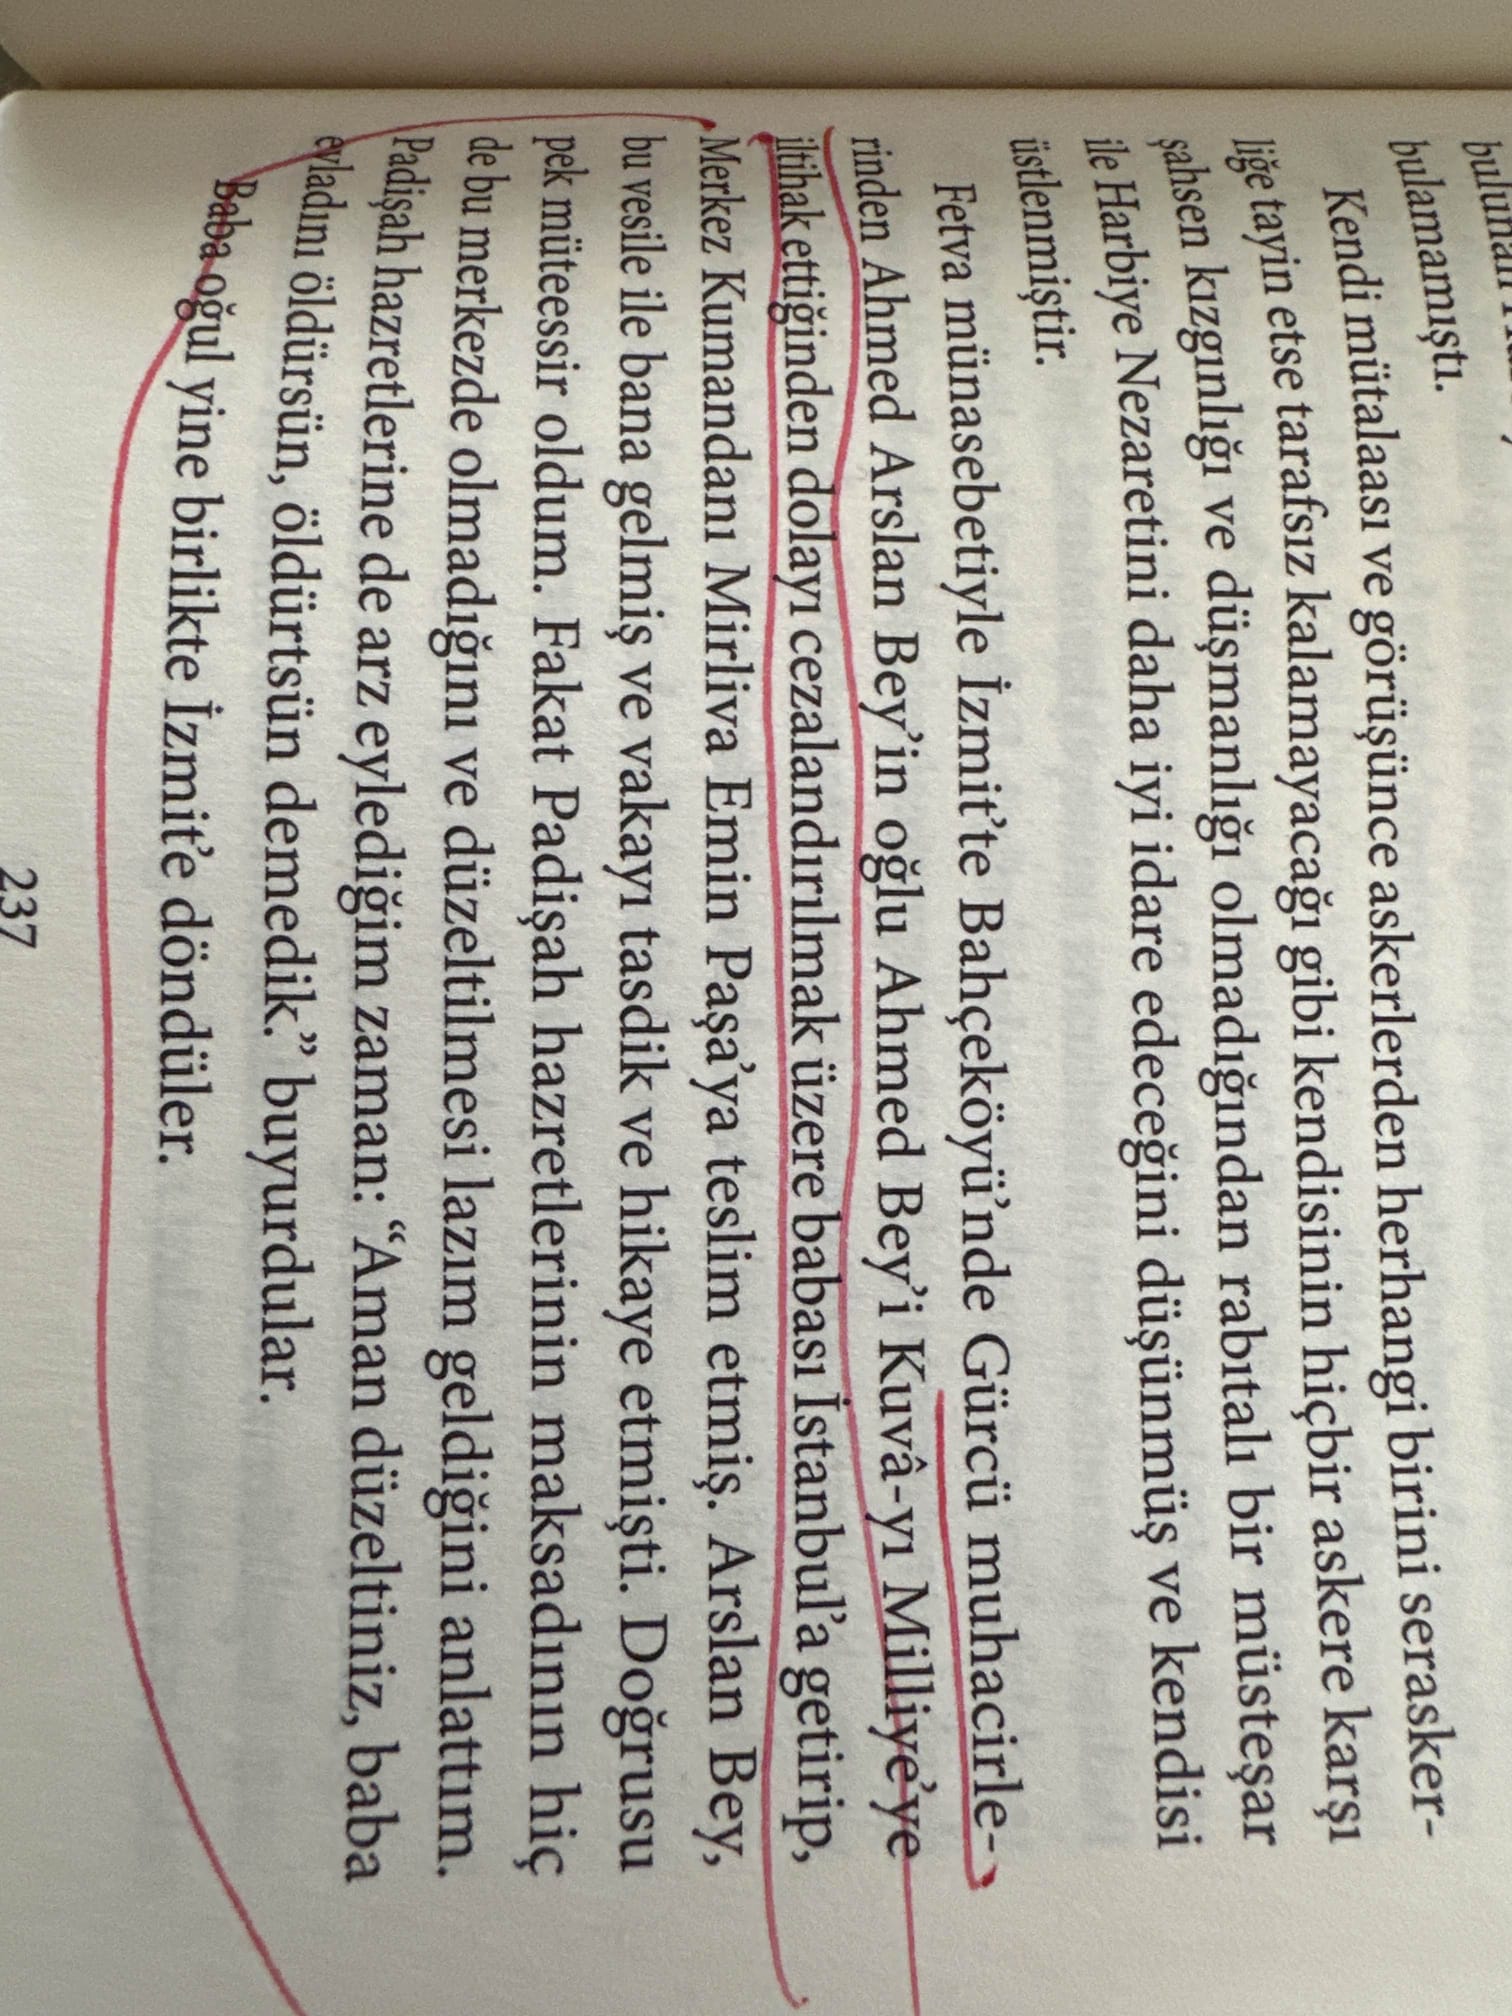 bulamamıştı.
Kendi mütalaası ve görüşünce askerlerden herhangi birini serasker-
liğe tayin etse tarafsız kalamayacağı gibi kendisinin hiçbir askere karşı
şahsen kızgınlığı ve düşmanlığı olmadığından rabıtalı bir müsteşar
ile Harbiye Nezaretini daha iyi idare edeceğini düşünmüş ve kendisi
üstlenmiştir.
Fetva münasebetiyle İzmit’te Bahçeköyü’nde Gürcü muhacirle-
rinden Ahmed Arslan Bey’in oğlu Ahmed Bey’i Kuvâ-yı Milliye’ye
iltihak ettiğinden dolayı cezalandırılmak üzere babası İstanbul’a getirip,
Merkez Kumandanı Mirliva Emin Paşa’ya teslim etmiş. Arslan Bey,
bu vesile ile bana gelmiş ve vakayı tasdik ve hikaye etmişti. Doğrusu
pek müteessir oldum. Fakat Padişah hazretlerinin maksadının hiç
de bu merkezde olmadığını ve düzeltilmesi lazım geldiğini anlattım.
Padişah hazretlerine de arz eylediğim zaman: “Aman düzeltiniz, baba
evladını öldürsün, öldürtsün demedik.” buyurdular.
Baba oğul yine birlikte İzmit’e döndüler.
237